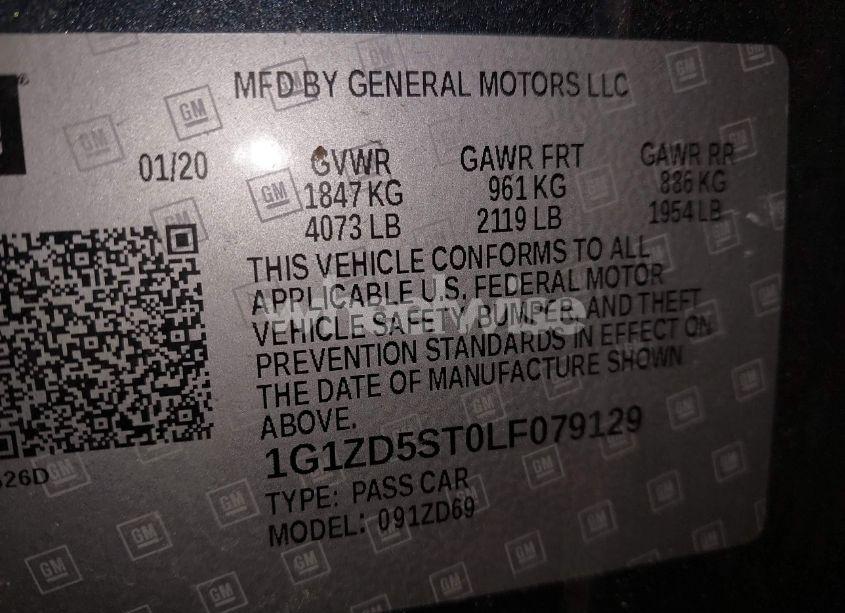 MFD BY GENERAL MOTORS LLC
01/20 GVWR GAWR FRT GAWR RR
1847 KG 961 KG 886 KG
4073 LB 2119 LB 1954 LB
THIS VEHICLE CONFORMS TO ALL
APPLICABLE U.S. FEDERAL MOTOR
VEHICLE SAFETY BUMPER, AND THEFT
PREVENTION STANDARDS IN EFFECT ON
THE DATE OF MANUFACTURE SHOWN
ABOVE.
1G1ZD5ST0LF079129
26D
TYPE: PASS CAR
MODEL: 091ZD69
GM